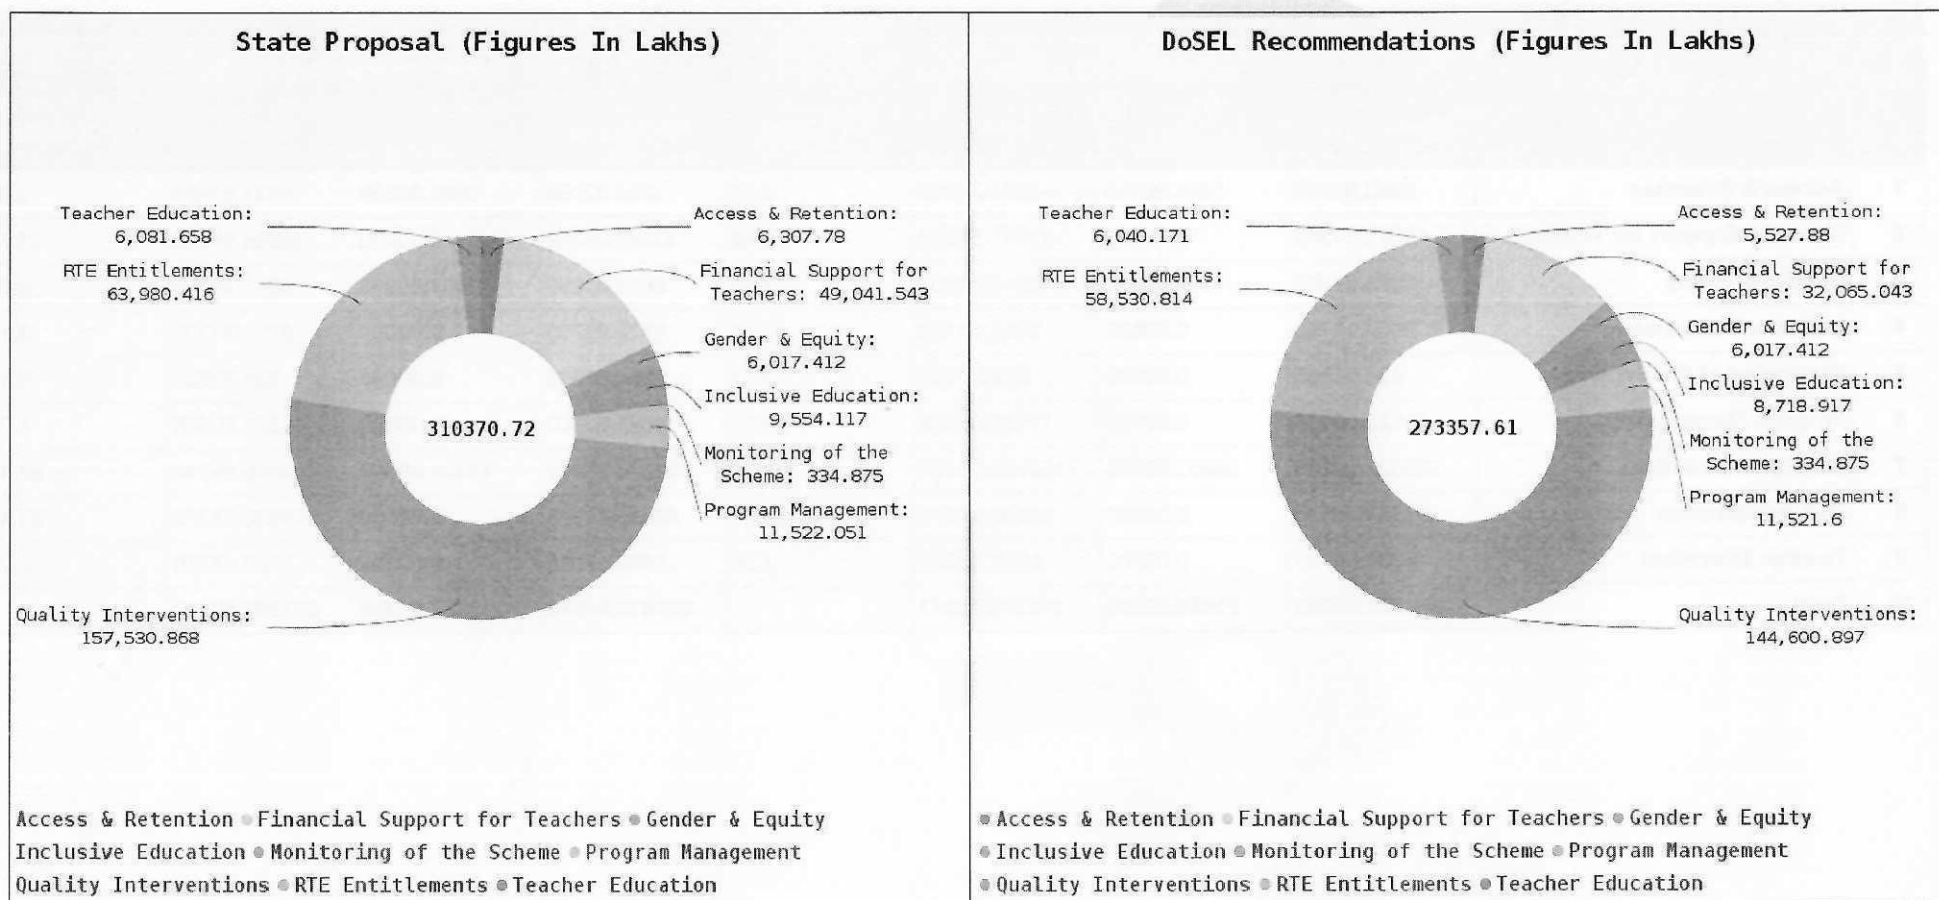 State Proposal (Figures In Lakhs)
Teacher Education:
6,081.658
Access & Retention:
6,307.78
RTE Entitlements:
63,980.416
Financial Support for
Teachers: 49,041.543
Gender & Equity:
6,017.412
Inclusive Education:
9,554.117
310370.72
Monitoring of the
Scheme: 334.875
Program Management:
11,522.051
Quality Interventions:
157,530.868
Access & Retention Financial Support for Teachers Gender & Equity
Inclusive Education Monitoring of the Scheme Program Management
Quality Interventions RTE Entitlements Teacher Education
DoSEL Recommendations (Figures In Lakhs)
Teacher Education:
6,040.171
Access & Retention:
5,527.88
RTE Entitlements:
58,530.814
Financial Support for
Teachers: 32,065.043
Gender & Equity:
6,017.412
Inclusive Education:
8,718.917
273357.61
Monitoring of the
Scheme: 334.875
Program Management:
11,521.6
Quality Interventions:
144,600.897
Access & Retention Financial Support for Teachers Gender & Equity
Inclusive Education Monitoring of the Scheme Program Management
Quality Interventions RTE Entitlements Teacher Education